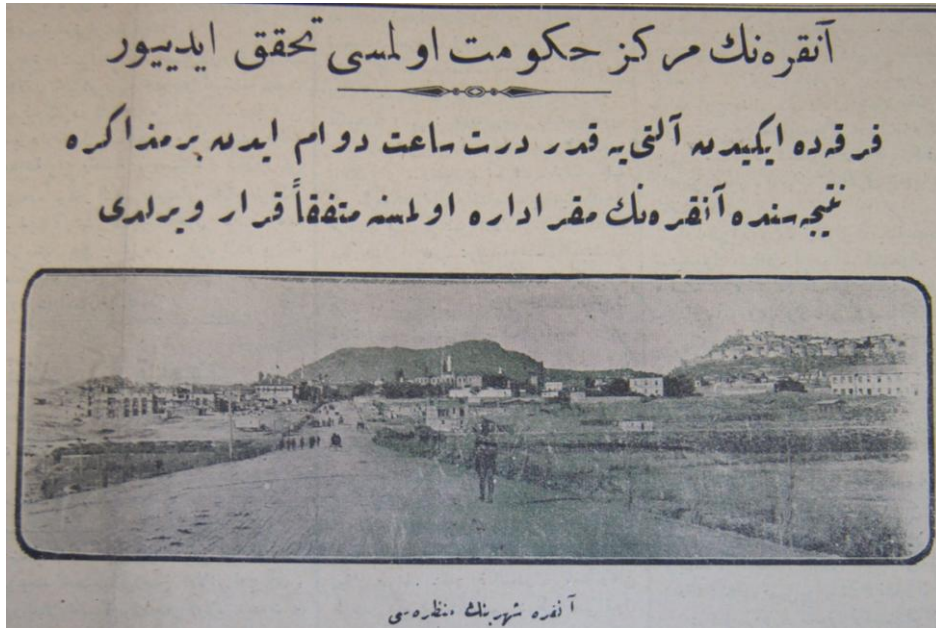 آنقره‌نك مركز حكومت اولمسی تحقق ايدييور
فرقه‌ده ايكيدن آلتی‌يه قدر درت ساعت دوام ايدن بر مذاكره
نتيجه‌سنده آنقره‌نك مقر اداره اولمسنه متفقاً قرار ويرلدی
آنقره شهرينك منظره‌سی